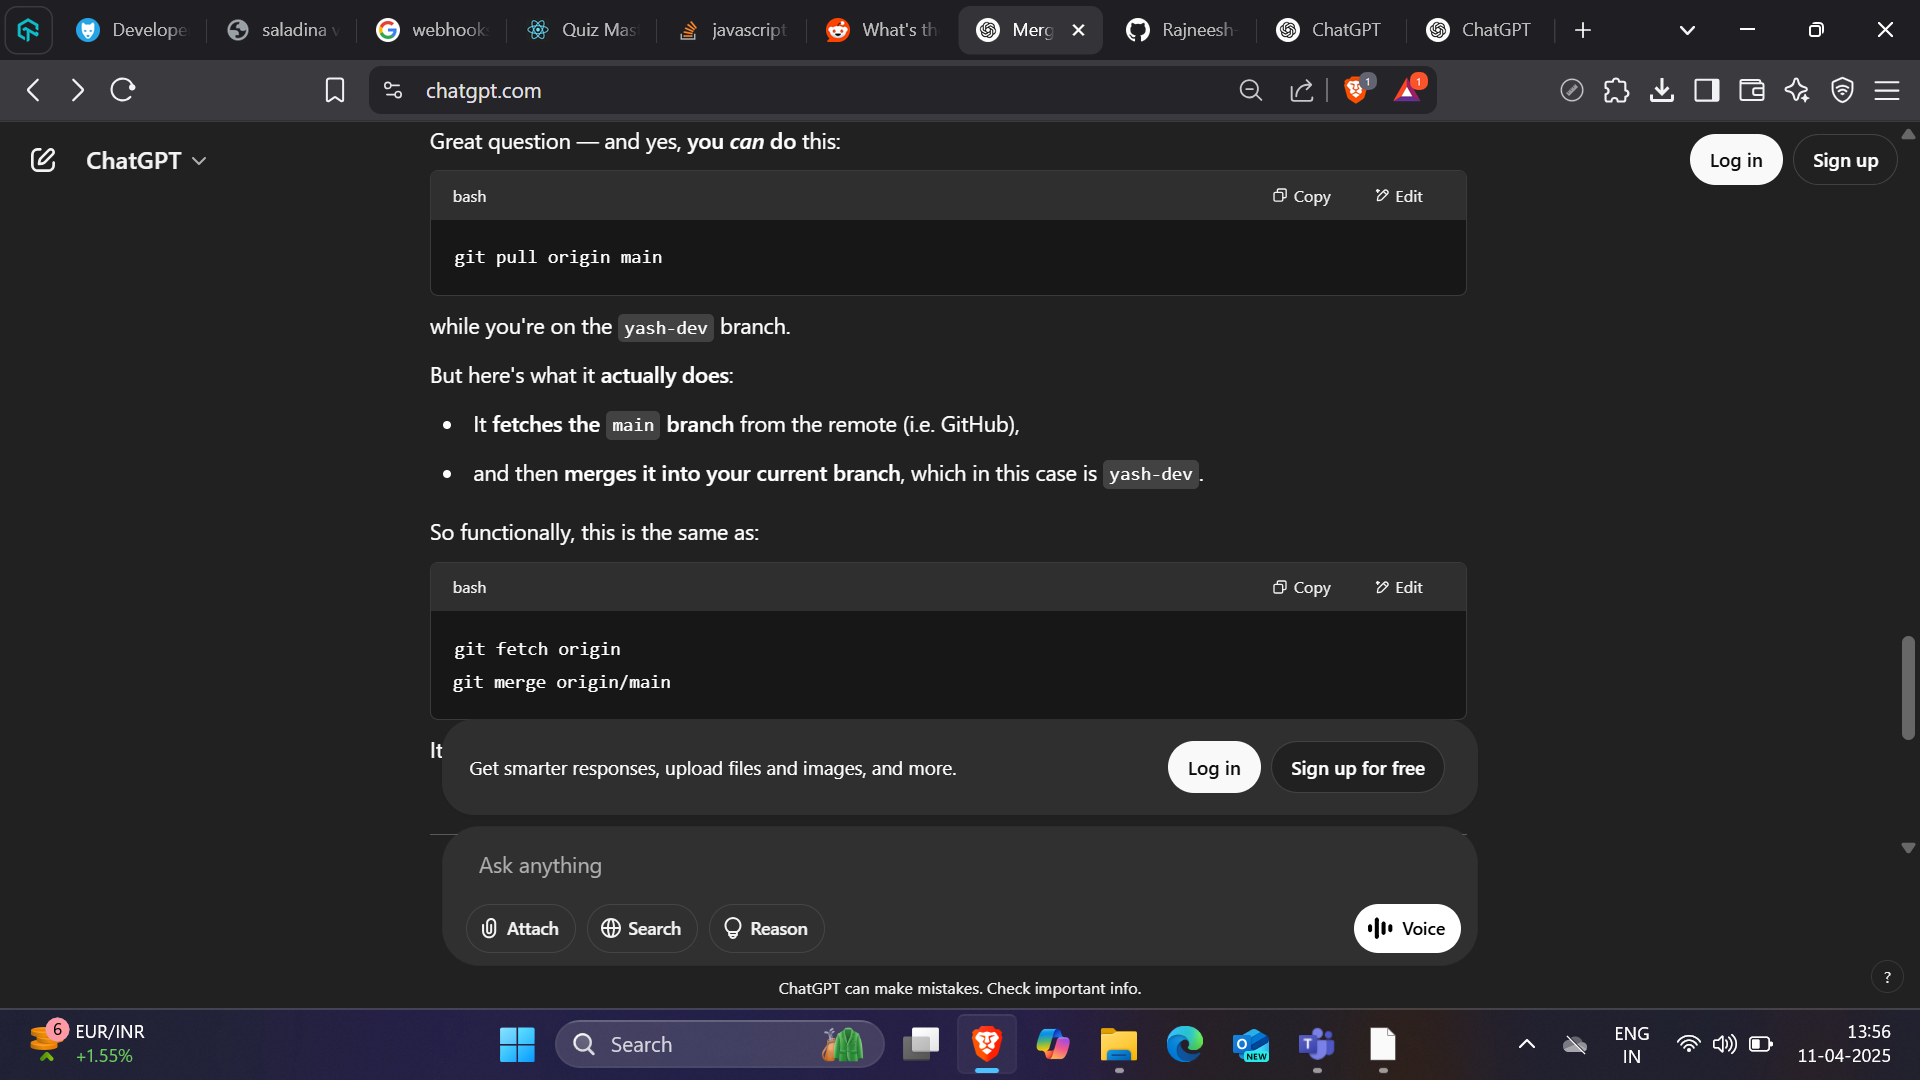 Develope
saladina v
webhooks
Quiz Mas
javascript
What's th
Merg
Rajneesh-
ChatGPT
ChatGPT
chatgpt.com
1
1
ChatGPT
Log in
Sign up
Great question — and yes, you can do this:
bash
Copy
Edit
git pull origin main
while you're on the yash-dev branch.
But here's what it actually does:
• It fetches the main branch from the remote (i.e. GitHub),
• and then merges it into your current branch, which in this case is yash-dev.
So functionally, this is the same as:
bash
Copy
Edit
git fetch origin
git merge origin/main
It
Get smarter responses, upload files and images, and more.
Log in
Sign up for free
Ask anything
Attach
Search
Reason
Voice
ChatGPT can make mistakes. Check important info.
?
6
EUR/INR
+1.55%
Search
NEW
ENG
IN
13:56
11-04-2025